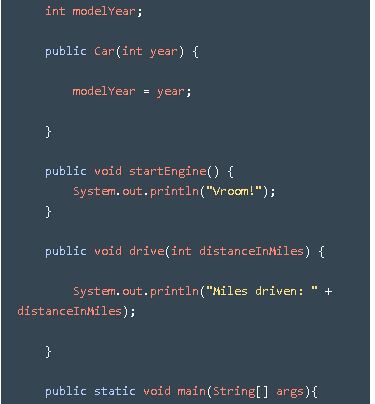 int modelYear;
public Car(int year) {
modelYear = year;
}
public void startEngine() {
System.out.println("Vroom!");
}
public void drive(int distanceInMiles) {
System.out.println("Miles driven: " +
distanceInMiles);
}
public static void main(String[] args){